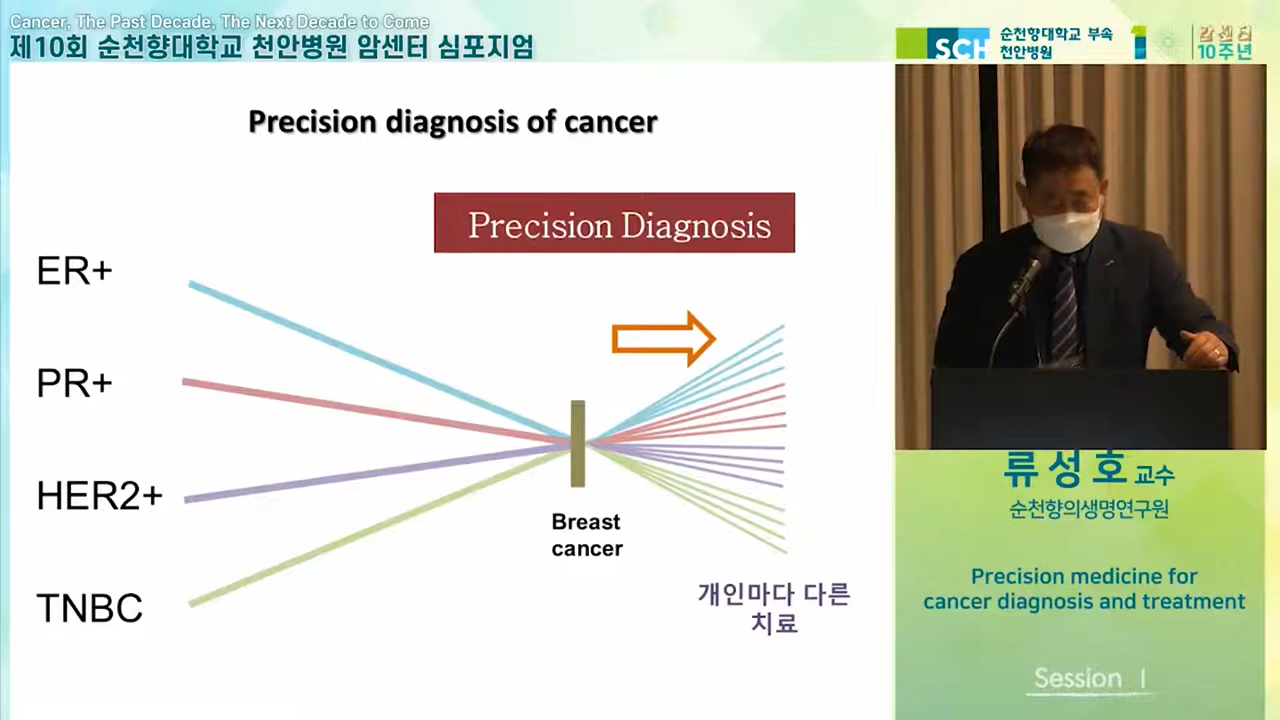 Cancer, The Past Decade, The Next Decade to Come
제10회 순천향대학교 천안병원 암센터 심포지엄
SCH
순천향대학교 부속
천안병원
1
암센터
10주년
Precision diagnosis of cancer
Precision Diagnosis
ER+
PR+
HER2+
TNBC
Breast
cancer
개인마다 다른
치료
류성호 교수
순천향의생명연구원
Precision medicine for
cancer diagnosis and treatment
Session I